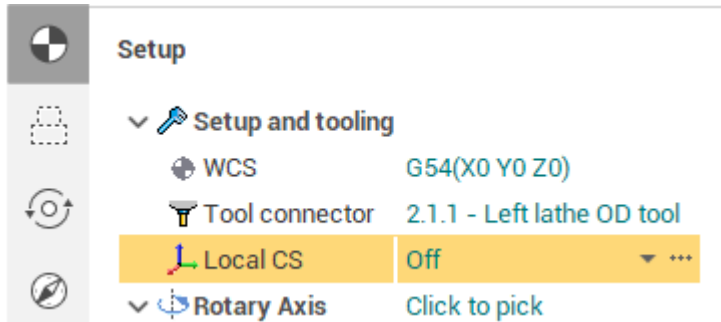 Setup
Setup and tooling
WCS G54(X0 Y0 Z0)
Tool connector 2.1.1 - Left lathe OD tool
Local CS Off
Rotary Axis Click to pick